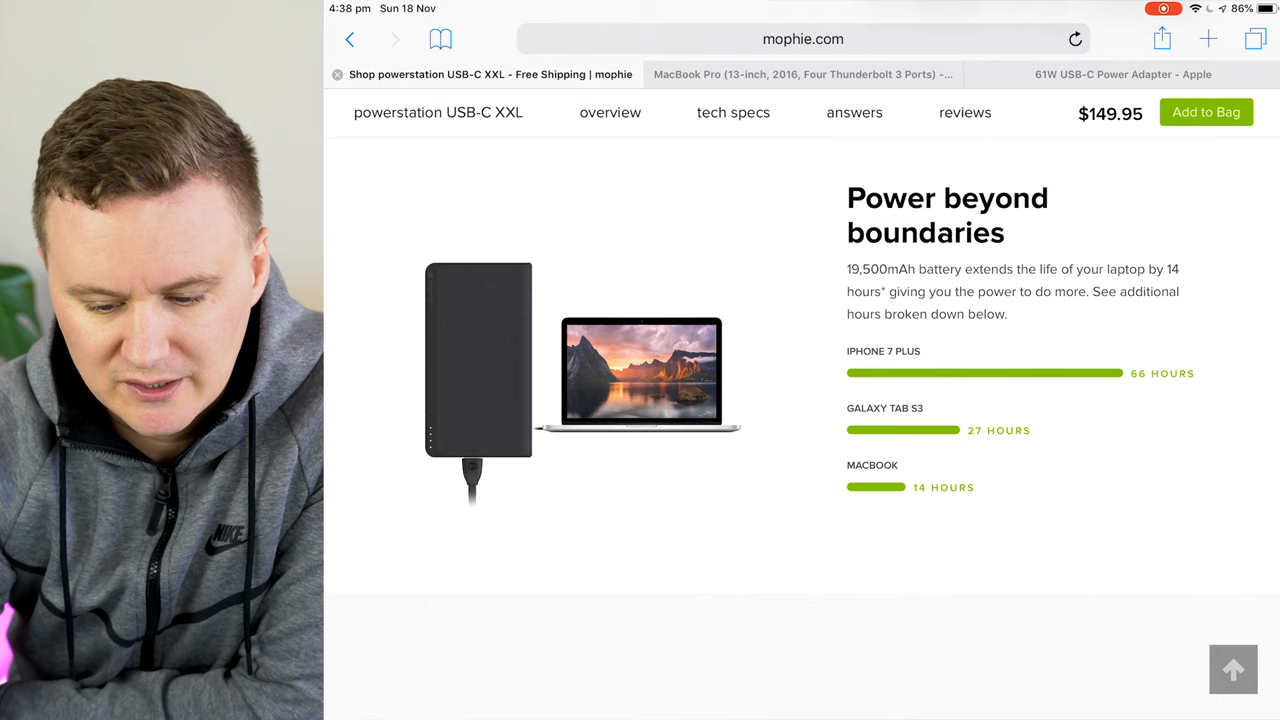 4:38 pm Sun 18 Nov
86%
mophie.com
Shop powerstation USB-C XXL - Free Shipping | mophie
MacBook Pro (13-inch, 2016, Four Thunderbolt 3 Ports) -...
61W USB-C Power Adapter - Apple
powerstation USB-C XXL
overview
tech specs
answers
reviews
$149.95
Add to Bag
Power beyond
boundaries
19,500mAh battery extends the life of your laptop by 14
hours* giving you the power to do more. See additional
hours broken down below.
IPHONE 7 PLUS
66 HOURS
GALAXY TAB S3
27 HOURS
MACBOOK
14 HOURS
NIKE